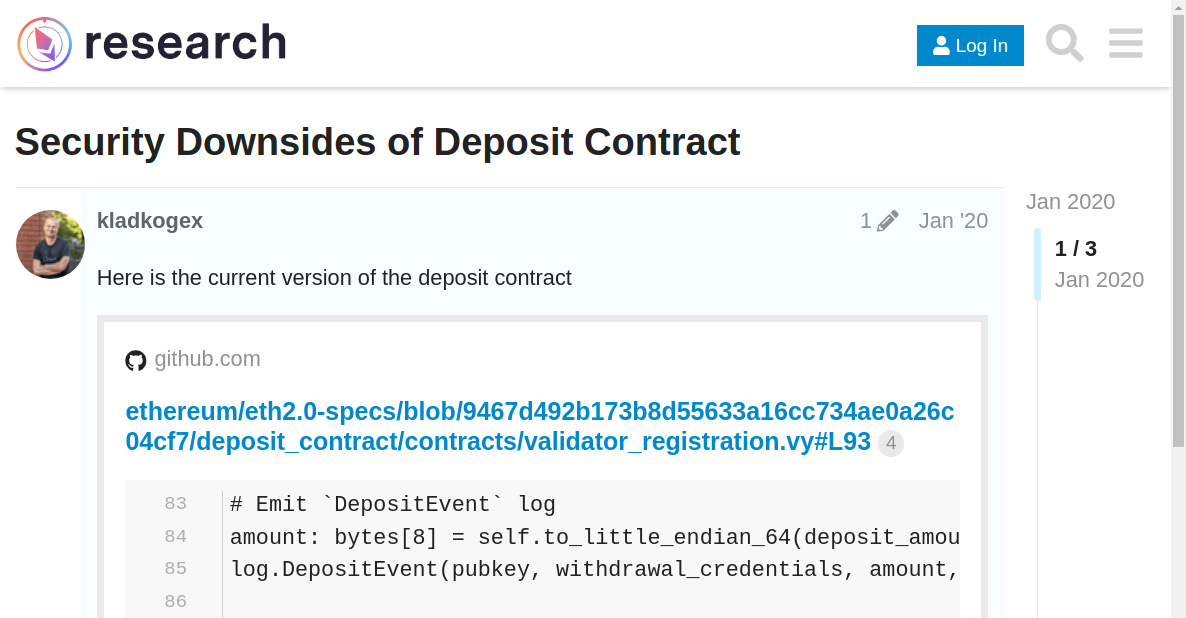 research
Log In
Security Downsides of Deposit Contract
kladkogex
1
Jan '20
Jan 2020
1 / 3
Jan 2020
Here is the current version of the deposit contract
github.com
ethereum/eth2.0-specs/blob/9467d492b173b8d55633a16cc734ae0a26c
04cf7/deposit_contract/contracts/validator_registration.vy#L93 4
83 # Emit `DepositEvent` log
84 amount: bytes[8] = self.to_little_endian_64(deposit_amou
85 log.DepositEvent(pubkey, withdrawal_credentials, amount,
86